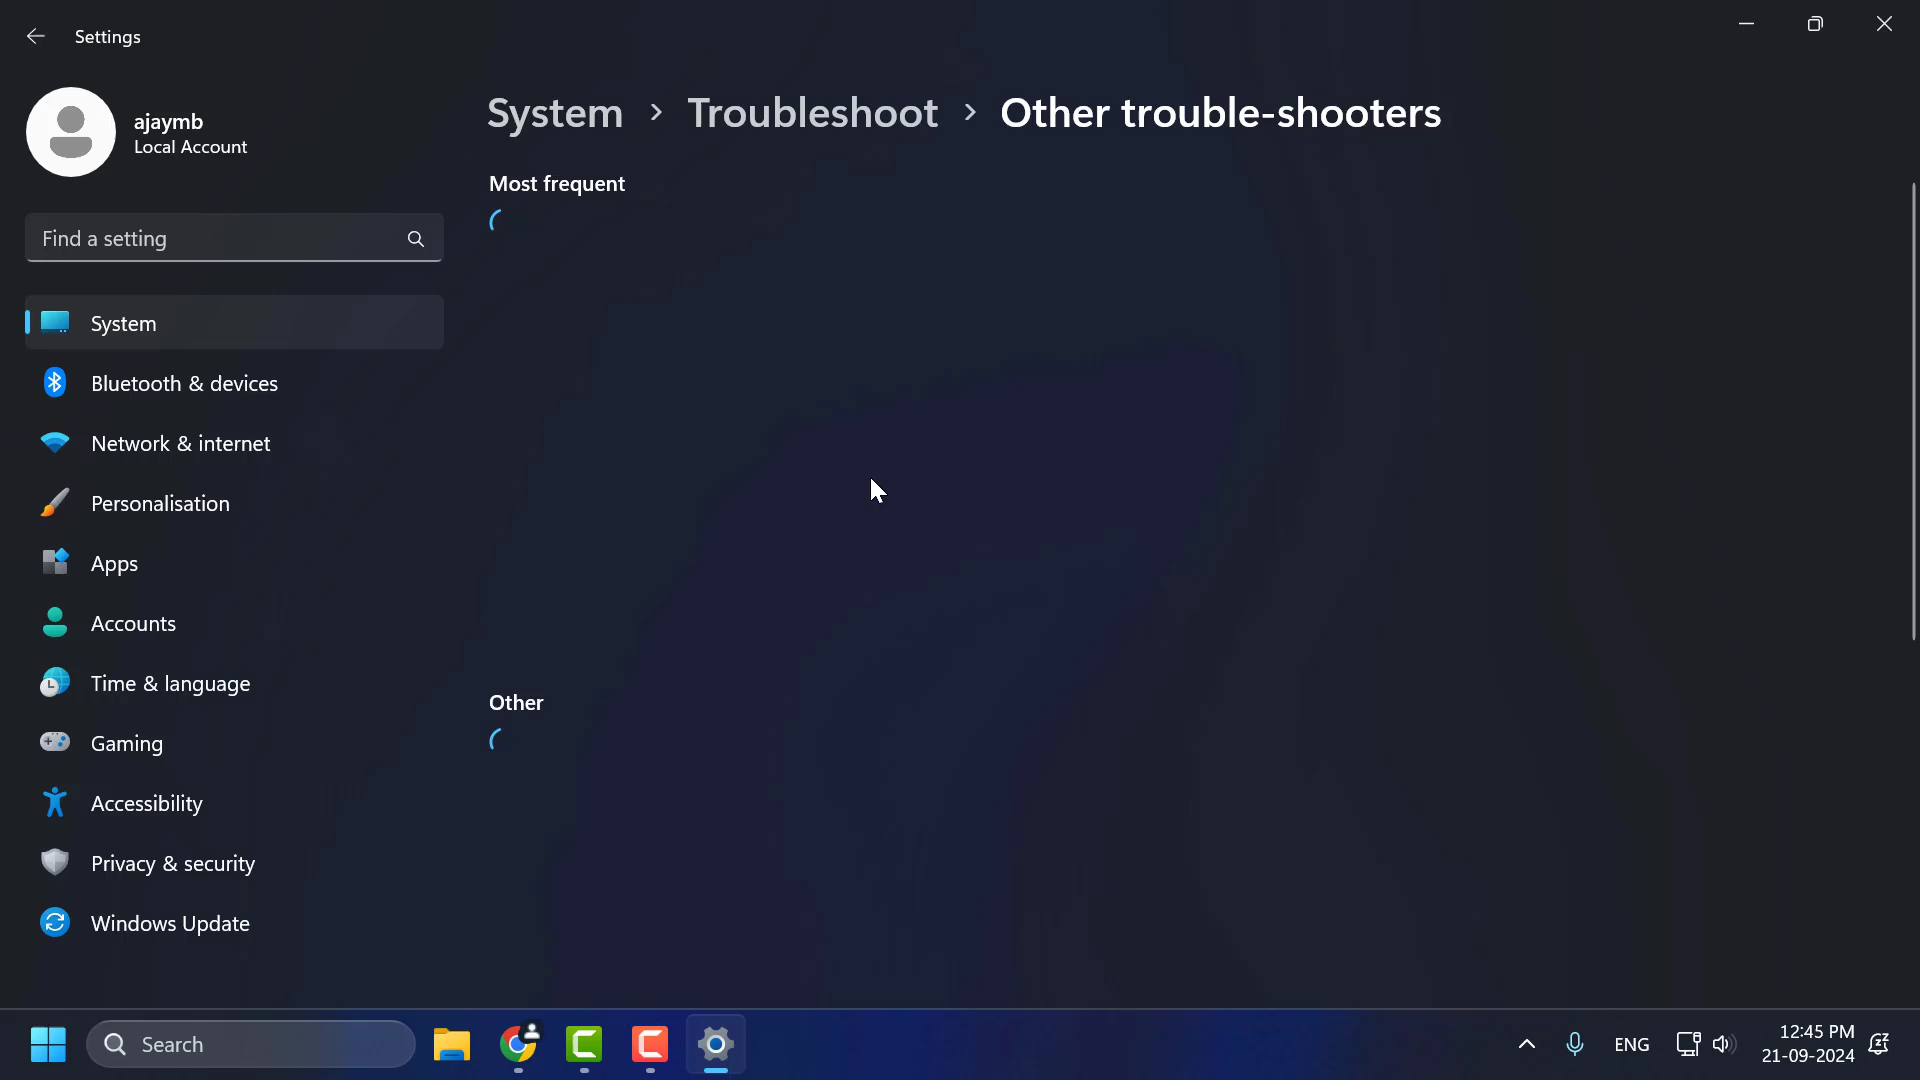 Settings
ajaymb
Local Account
Find a setting
System
Bluetooth & devices
Network & internet
Personalisation
Apps
Accounts
Time & language
Gaming
Accessibility
Privacy & security
Windows Update
System > Troubleshoot > Other trouble-shooters
Most frequent
Other
Search
ENG
12:45 PM
21-09-2024